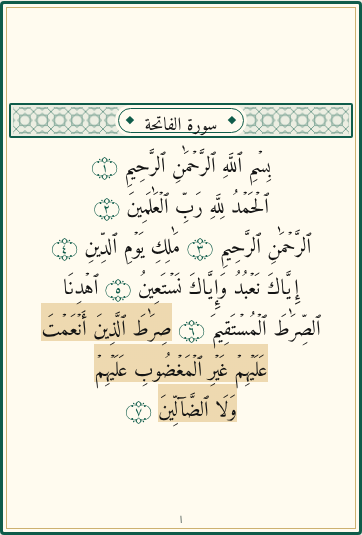 سورة الفاتحة
بِسْمِ ٱللَّهِ ٱلرَّحْمَٰنِ ٱلرَّحِيمِ ١
ٱلْحَمْدُ لِلَّهِ رَبِّ ٱلْعَٰلَمِينَ ٢
ٱلرَّحْمَٰنِ ٱلرَّحِيمِ ٣ مَٰلِكِ يَوْمِ ٱلدِّينِ ٤
إِيَّاكَ نَعْبُدُ وَإِيَّاكَ نَسْتَعِينُ ٥ ٱهْدِنَا
ٱلصِّرَٰطَ ٱلْمُسْتَقِيمَ ٦ صِرَٰطَ ٱلَّذِينَ أَنْعَمْتَ
عَلَيْهِمْ غَيْرِ ٱلْمَغْضُوبِ عَلَيْهِمْ
وَلَا ٱلضَّآلِّينَ ٧
١